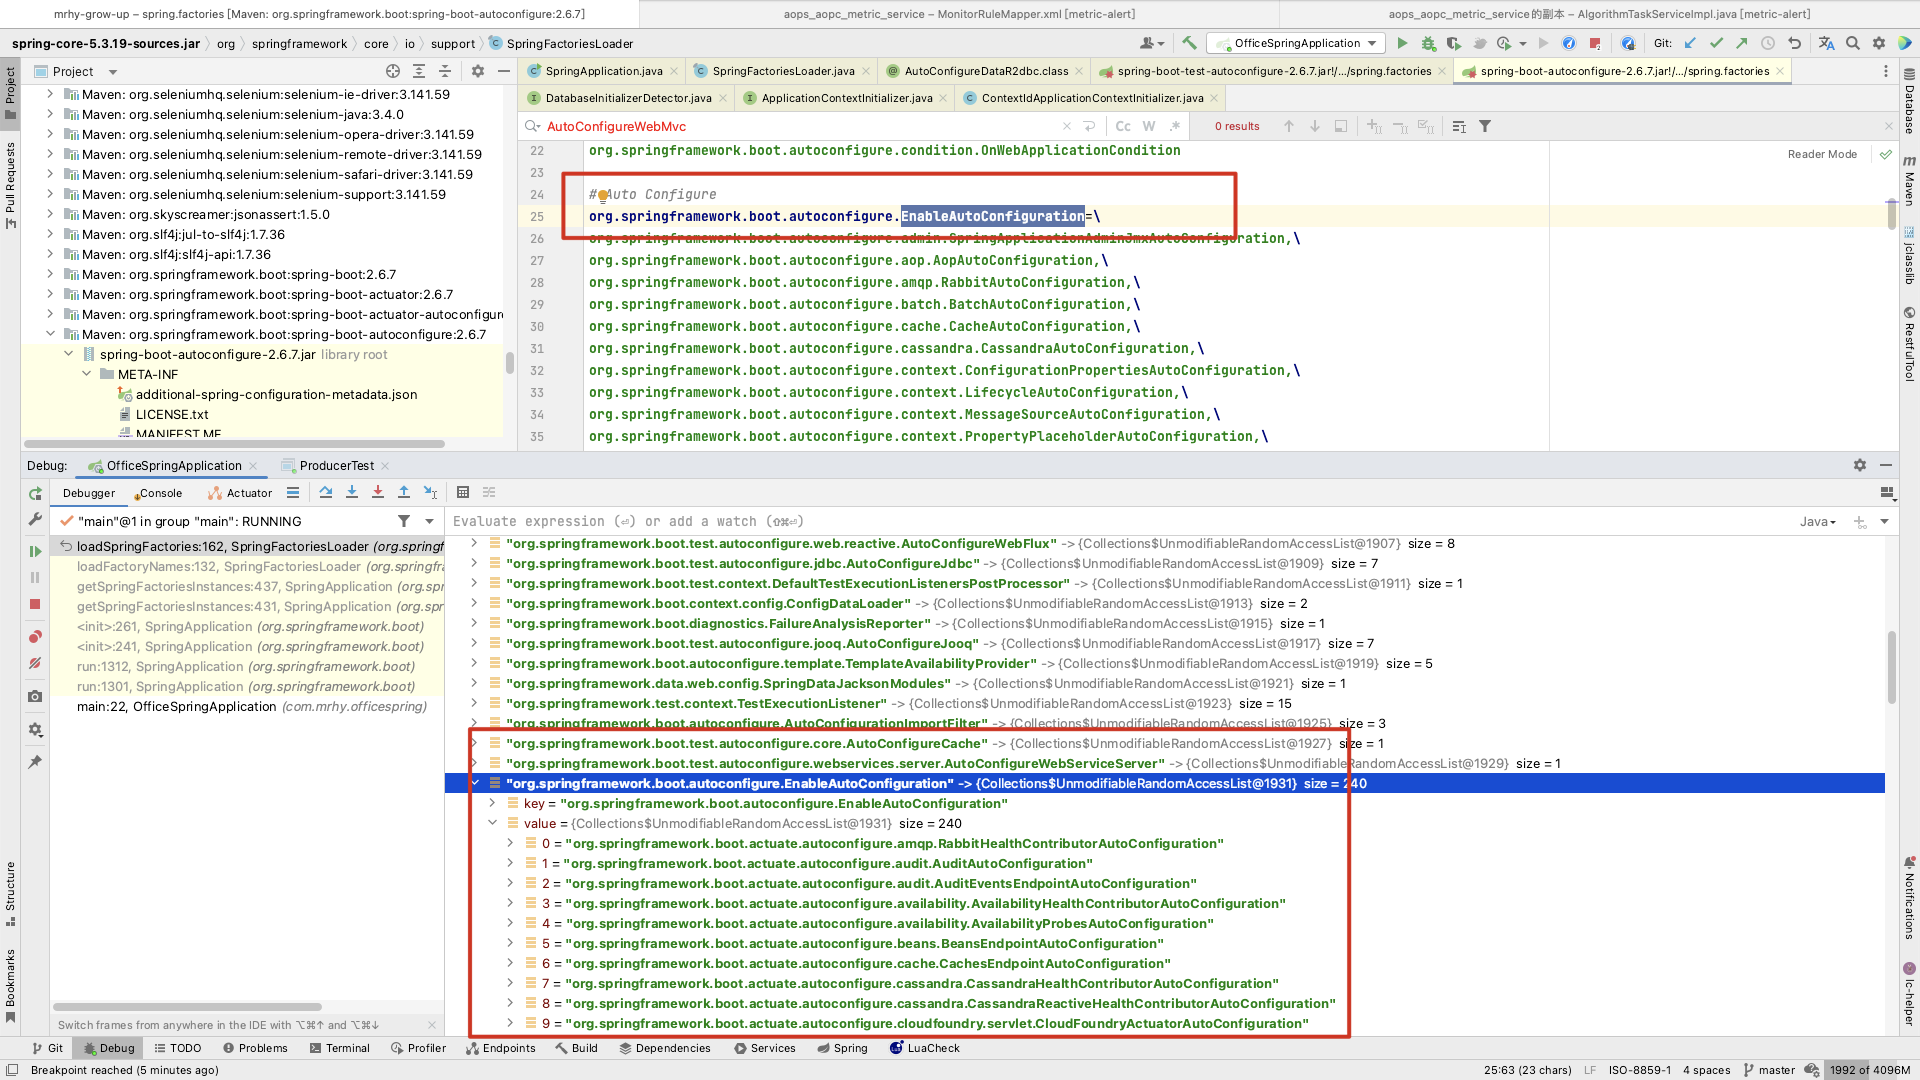 mrhy-grow-up – spring.factories [Maven: org.springframework.boot:spring-boot-autoconfigure:2.6.7]
aops_aopc_metric_service – MonitorRuleMapper.xml [metric-alert]
aops_aopc_metric_service的副本 – AlgorithmTaskServiceImpl.java [metric-alert]
spring-core-5.3.19-sources.jar org springframework core io support SpringFactoriesLoader
OfficeSpringApplication
Git:
Project
SpringApplication.java
SpringFactoriesLoader.java
AutoConfigureDataR2dbc.class
spring-boot-test-autoconfigure-2.6.7.jar!/.../spring.factories
spring-boot-autoconfigure-2.6.7.jar!/.../spring.factories
DatabaseInitializerDetector.java
ApplicationContextInitializer.java
ContextIdApplicationContextInitializer.java
AutoConfigureWebMvc
Cc W .*
0 results
Reader Mode
Project
Pull Requests
Structure
Bookmarks
Database
Maven
jclasslib
RestfulTool
Notifications
lc-helper
Maven: org.seleniumhq.selenium:selenium-ie-driver:3.141.59
Maven: org.seleniumhq.selenium:selenium-java:3.4.0
Maven: org.seleniumhq.selenium:selenium-opera-driver:3.141.59
Maven: org.seleniumhq.selenium:selenium-remote-driver:3.141.59
Maven: org.seleniumhq.selenium:selenium-safari-driver:3.141.59
Maven: org.seleniumhq.selenium:selenium-support:3.141.59
Maven: org.skyscreamer:jsonassert:1.5.0
Maven: org.slf4j:jul-to-slf4j:1.7.36
Maven: org.slf4j:slf4j-api:1.7.36
Maven: org.springframework.boot:spring-boot:2.6.7
Maven: org.springframework.boot:spring-boot-actuator:2.6.7
Maven: org.springframework.boot:spring-boot-actuator-autoconfigur
Maven: org.springframework.boot:spring-boot-autoconfigure:2.6.7
spring-boot-autoconfigure-2.6.7.jar library root
META-INF
additional-spring-configuration-metadata.json
LICENSE.txt
MANIFEST.MF
22 org.springframework.boot.autoconfigure.condition.OnWebApplicationCondition
23
24 # Auto Configure
25 org.springframework.boot.autoconfigure.EnableAutoConfiguration=\
26 org.springframework.boot.autoconfigure.admin.SpringApplicationAdminJmxAutoConfiguration,\
27 org.springframework.boot.autoconfigure.aop.AopAutoConfiguration,\
28 org.springframework.boot.autoconfigure.amqp.RabbitAutoConfiguration,\
29 org.springframework.boot.autoconfigure.batch.BatchAutoConfiguration,\
30 org.springframework.boot.autoconfigure.cache.CacheAutoConfiguration,\
31 org.springframework.boot.autoconfigure.cassandra.CassandraAutoConfiguration,\
32 org.springframework.boot.autoconfigure.context.ConfigurationPropertiesAutoConfiguration,\
33 org.springframework.boot.autoconfigure.context.LifecycleAutoConfiguration,\
34 org.springframework.boot.autoconfigure.context.MessageSourceAutoConfiguration,\
35 org.springframework.boot.autoconfigure.context.PropertyPlaceholderAutoConfiguration,\
Debug: OfficeSpringApplication ProducerTest
Debugger Console Actuator
"main"@1 in group "main": RUNNING
loadSpringFactories:162, SpringFactoriesLoader (org.springf
loadFactoryNames:132, SpringFactoriesLoader (org.springfra
getSpringFactoriesInstances:437, SpringApplication (org.spr
getSpringFactoriesInstances:431, SpringApplication (org.spr
<init>:261, SpringApplication (org.springframework.boot)
<init>:241, SpringApplication (org.springframework.boot)
run:1312, SpringApplication (org.springframework.boot)
run:1301, SpringApplication (org.springframework.boot)
main:22, OfficeSpringApplication (com.mrhy.officespring)
Switch frames from anywhere in the IDE with ⌥⌘↑ and ⌥⌘↓
Evaluate expression (⏎) or add a watch (⇧⌘⏎)
Java
"org.springframework.boot.test.autoconfigure.web.reactive.AutoConfigureWebFlux" -> {Collections$UnmodifiableRandomAccessList@1907} size = 8
"org.springframework.boot.test.autoconfigure.jdbc.AutoConfigureJdbc" -> {Collections$UnmodifiableRandomAccessList@1909} size = 7
"org.springframework.boot.test.context.DefaultTestExecutionListenersPostProcessor" -> {Collections$UnmodifiableRandomAccessList@1911} size = 1
"org.springframework.boot.context.config.ConfigDataLoader" -> {Collections$UnmodifiableRandomAccessList@1913} size = 2
"org.springframework.boot.diagnostics.FailureAnalysisReporter" -> {Collections$UnmodifiableRandomAccessList@1915} size = 1
"org.springframework.boot.test.autoconfigure.jooq.AutoConfigureJooq" -> {Collections$UnmodifiableRandomAccessList@1917} size = 7
"org.springframework.boot.autoconfigure.template.TemplateAvailabilityProvider" -> {Collections$UnmodifiableRandomAccessList@1919} size = 5
"org.springframework.data.web.config.SpringDataJacksonModules" -> {Collections$UnmodifiableRandomAccessList@1921} size = 1
"org.springframework.test.context.TestExecutionListener" -> {Collections$UnmodifiableRandomAccessList@1923} size = 15
"org.springframework.boot.autoconfigure.AutoConfigurationImportFilter" -> {Collections$UnmodifiableRandomAccessList@1925} size = 3
"org.springframework.boot.test.autoconfigure.core.AutoConfigureCache" -> {Collections$UnmodifiableRandomAccessList@1927} size = 1
"org.springframework.boot.test.autoconfigure.webservices.server.AutoConfigureWebServiceServer" -> {Collections$UnmodifiableRandomAccessList@1929} size = 1
"org.springframework.boot.autoconfigure.EnableAutoConfiguration" -> {Collections$UnmodifiableRandomAccessList@1931} size = 240
key = "org.springframework.boot.autoconfigure.EnableAutoConfiguration"
value = {Collections$UnmodifiableRandomAccessList@1931} size = 240
0 = "org.springframework.boot.actuate.autoconfigure.amqp.RabbitHealthContributorAutoConfiguration"
1 = "org.springframework.boot.actuate.autoconfigure.audit.AuditAutoConfiguration"
2 = "org.springframework.boot.actuate.autoconfigure.audit.AuditEventsEndpointAutoConfiguration"
3 = "org.springframework.boot.actuate.autoconfigure.availability.AvailabilityHealthContributorAutoConfiguration"
4 = "org.springframework.boot.actuate.autoconfigure.availability.AvailabilityProbesAutoConfiguration"
5 = "org.springframework.boot.actuate.autoconfigure.beans.BeansEndpointAutoConfiguration"
6 = "org.springframework.boot.actuate.autoconfigure.cache.CachesEndpointAutoConfiguration"
7 = "org.springframework.boot.actuate.autoconfigure.cassandra.CassandraHealthContributorAutoConfiguration"
8 = "org.springframework.boot.actuate.autoconfigure.cassandra.CassandraReactiveHealthContributorAutoConfiguration"
9 = "org.springframework.boot.actuate.autoconfigure.cloudfoundry.servlet.CloudFoundryActuatorAutoConfiguration"
Git Debug TODO Problems Terminal Profiler Endpoints Build Dependencies Services Spring LuaCheck
Breakpoint reached (5 minutes ago)
25:63 (23 chars) LF ISO-8859-1 4 spaces master 1992 of 4096M